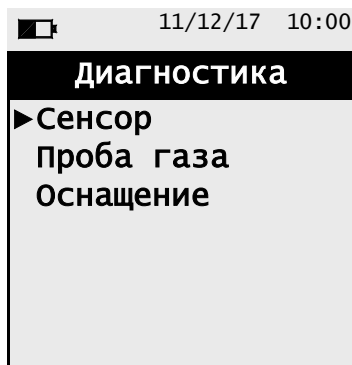 11/12/17 10:00
Диагностика
Сенсор
Проба газа
Оснащение